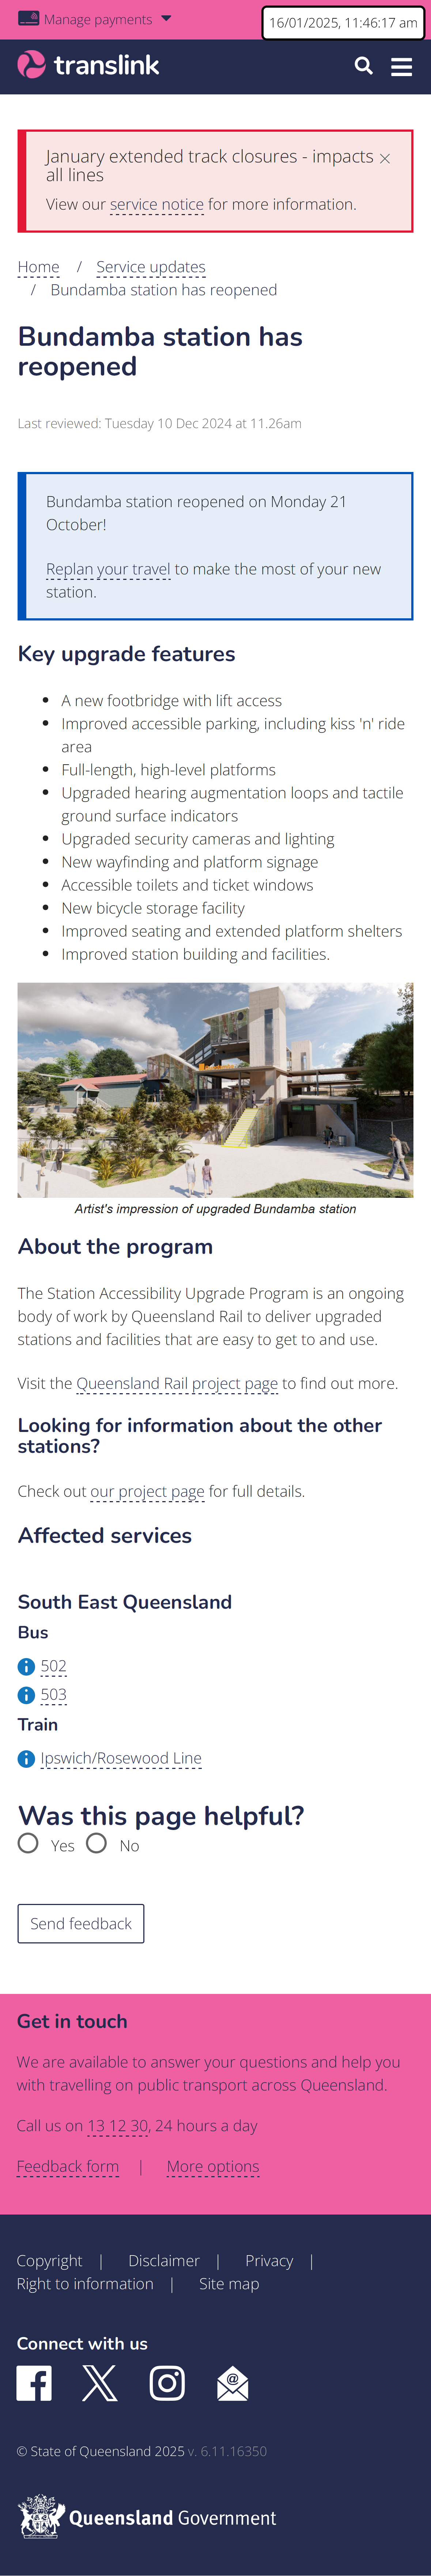 Manage payments
16/01/2025, 11:46:17 am
translink
January extended track closures - impacts
all lines
View our service notice for more information.
Home / Service updates
/ Bundamba station has reopened
Bundamba station has
reopened
Last reviewed: Tuesday 10 Dec 2024 at 11.26am
Bundamba station reopened on Monday 21
October!
Replan your travel to make the most of your new
station.
Key upgrade features
• A new footbridge with lift access
• Improved accessible parking, including kiss 'n' ride
area
• Full-length, high-level platforms
• Upgraded hearing augmentation loops and tactile
ground surface indicators
• Upgraded security cameras and lighting
• New wayfinding and platform signage
• Accessible toilets and ticket windows
• New bicycle storage facility
• Improved seating and extended platform shelters
• Improved station building and facilities.
Artist's impression of upgraded Bundamba station
About the program
The Station Accessibility Upgrade Program is an ongoing
body of work by Queensland Rail to deliver upgraded
stations and facilities that are easy to get to and use.
Visit the Queensland Rail project page to find out more.
Looking for information about the other
stations?
Check out our project page for full details.
Affected services
South East Queensland
Bus
502
503
Train
Ipswich/Rosewood Line
Was this page helpful?
Yes No
Send feedback
Get in touch
We are available to answer your questions and help you
with travelling on public transport across Queensland.
Call us on 13 12 30, 24 hours a day
Feedback form | More options
Copyright | Disclaimer | Privacy |
Right to information | Site map
Connect with us
© State of Queensland 2025 v. 6.11.16350
Queensland Government